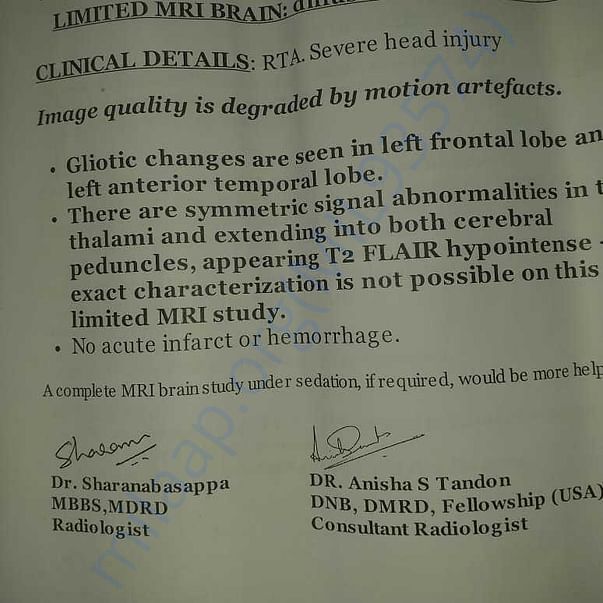 LIMITED MRI BRAIN:
CLINICAL DETAILS: RTA. Severe head injury
Image quality is degraded by motion artefacts.
• Gliotic changes are seen in left frontal lobe an
left anterior temporal lobe.
• There are symmetric signal abnormalities in t
thalami and extending into both cerebral
peduncles, appearing T2 FLAIR hypointense -
exact characterization is not possible on this
limited MRI study.
• No acute infarct or hemorrhage.
A complete MRI brain study under sedation, if required, would be more help
Dr. Sharanabasappa
MBBS,MDRD
Radiologist
DR. Anisha S Tandon
DNB, DMRD, Fellowship (USA)
Consultant Radiologist